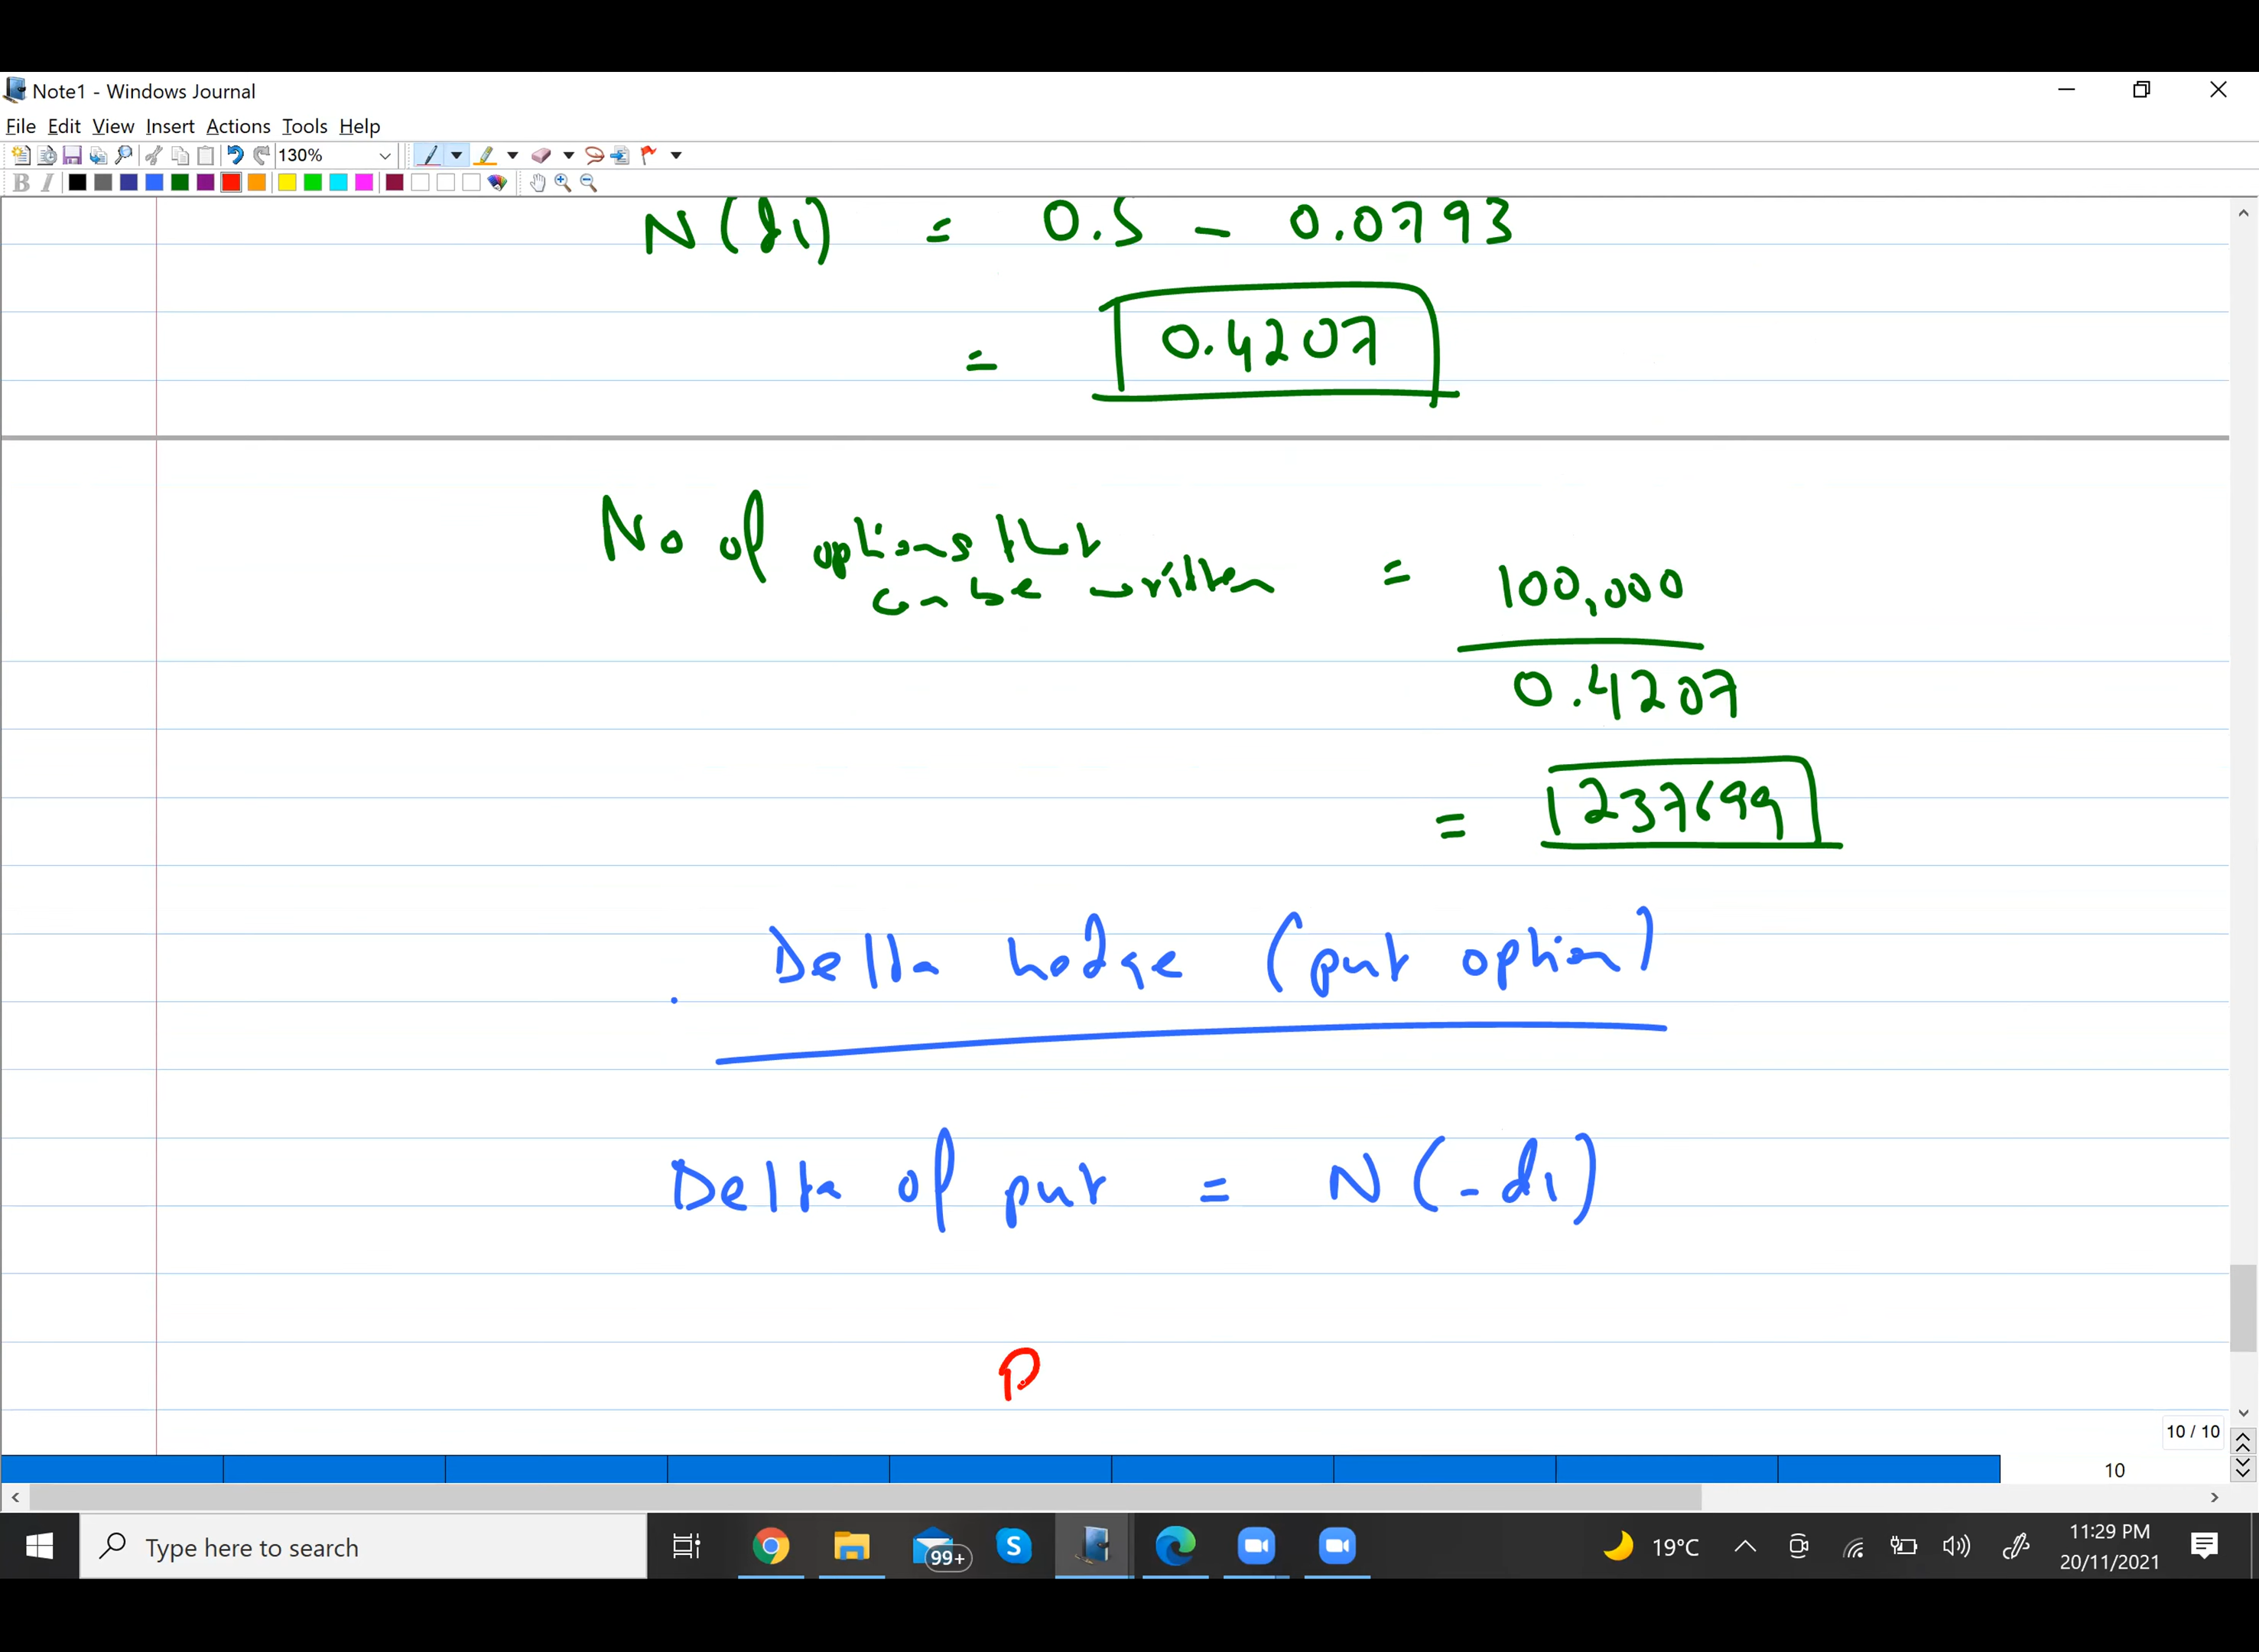 Note1 - Windows Journal
File Edit View Insert Actions Tools Help
130%
B I
N(d1) = 0.5 - 0.0793
= 0.4207
No of options that
can be written = 100,000
0.4207
= 237699
Delta hedge (put option)
Delta of put = N(-d1)
P
10 / 10
10
Type here to search
99+
S
19°C
11:29 PM
20/11/2021